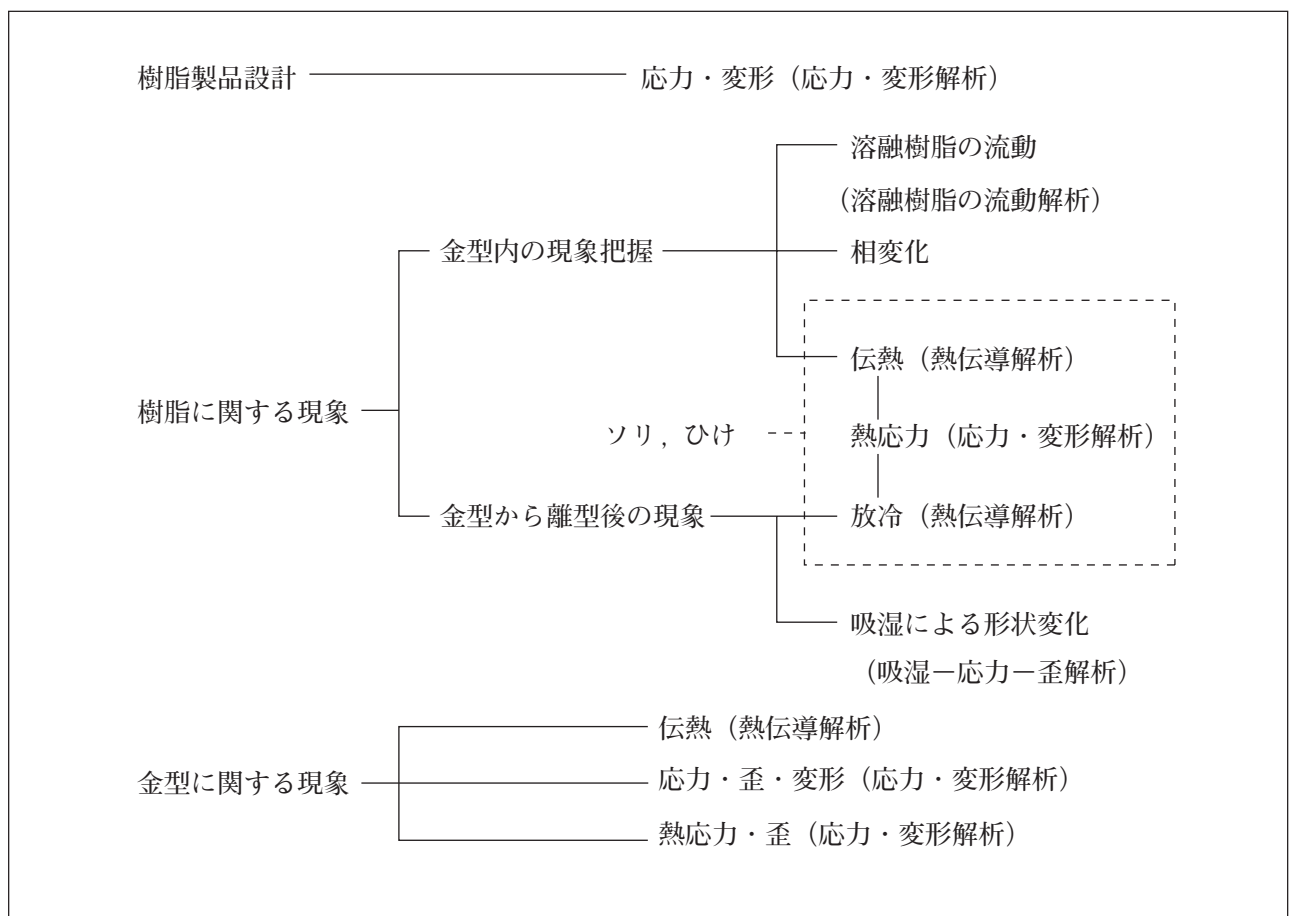 樹脂製品設計 応力・変形（応力・変形解析）
溶融樹脂の流動
（溶融樹脂の流動解析）
金型内の現象把握 相変化
伝熱（熱伝導解析）
樹脂に関する現象
ソリ，ひけ 熱応力（応力・変形解析）
金型から離型後の現象 放冷（熱伝導解析）
吸湿による形状変化
（吸湿－応力－歪解析）
伝熱（熱伝導解析）
金型に関する現象 応力・歪・変形（応力・変形解析）
熱応力・歪（応力・変形解析）